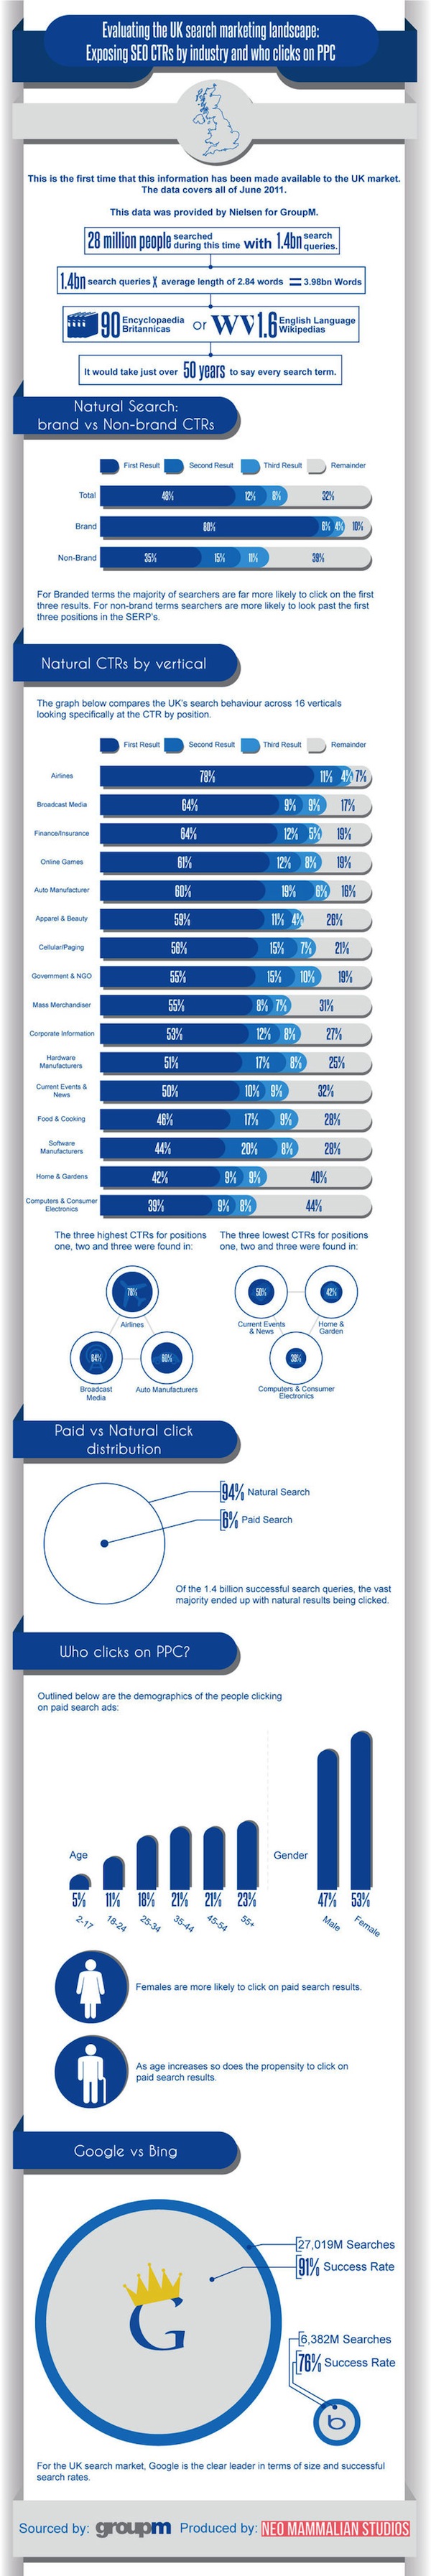 Evaluating the UK search marketing landscape:
Exposing SEO CTRs by industry and who clicks on PPC
This is the first time that this information has been made available to the UK market.
The data covers all of June 2011.
This data was provided by Nielsen for GroupM.
28 million people searched during this time with 1.4bn search queries.
1.4bn search queries X average length of 2.84 words = 3.98bn Words
90 Encyclopaedia Britannicas or WV 1.6 English Language Wikipedias
It would take just over 50 years to say every search term.
Natural Search:
brand vs Non-brand CTRs
First Result Second Result Third Result Remainder
Total 48% 12% 8% 32%
Brand 80% 6% 4% 10%
Non-Brand 35% 15% 11% 39%
For Branded terms the majority of searchers are far more likely to click on the first
three results. For non-brand terms searchers are more likely to look past the first
three positions in the SERP's.
Natural CTRs by vertical
The graph below compares the UK's search behaviour across 16 verticals
looking specifically at the CTR by position.
First Result Second Result Third Result Remainder
Airlines 78% 11% 4% 7%
Broadcast Media 64% 9% 9% 17%
Finance/Insurance 64% 12% 5% 19%
Online Games 61% 12% 8% 19%
Auto Manufacturer 60% 19% 6% 16%
Apparel & Beauty 59% 11% 4% 26%
Cellular/Paging 56% 15% 7% 21%
Government & NGO 55% 15% 10% 19%
Mass Merchandiser 55% 8% 7% 31%
Corporate Information 53% 12% 8% 27%
Hardware
Manufacturers 51% 17% 8% 25%
Current Events &
News 50% 10% 9% 32%
Food & Cooking 46% 17% 9% 28%
Software
Manufacturers 44% 20% 8% 28%
Home & Gardens 42% 9% 9% 40%
Computers & Consumer
Electronics 39% 9% 8% 44%
The three highest CTRs for positions
one, two and three were found in:
78%
Airlines
64%
Broadcast
Media
60%
Auto Manufacturers
The three lowest CTRs for positions
one, two and three were found in:
50%
Current Events
& News
42%
Home &
Garden
39%
Computers & Consumer
Electronics
Paid vs Natural click
distribution
94% Natural Search
6% Paid Search
Of the 1.4 billion successful search queries, the vast
majority ended up with natural results being clicked.
Who clicks on PPC?
Outlined below are the demographics of the people clicking
on paid search ads:
Age Gender
5% 11% 18% 21% 21% 23% 47% 53%
2-17 18-24 25-34 35-44 45-54 55+ Male Female
Females are more likely to click on paid search results.
As age increases so does the propensity to click on
paid search results.
Google vs Bing
27,019M Searches
91% Success Rate
G
6,382M Searches
76% Success Rate
b
For the UK search market, Google is the clear leader in terms of size and successful
search rates.
Sourced by: groupm Produced by: NEO MAMMALIAN STUDIOS